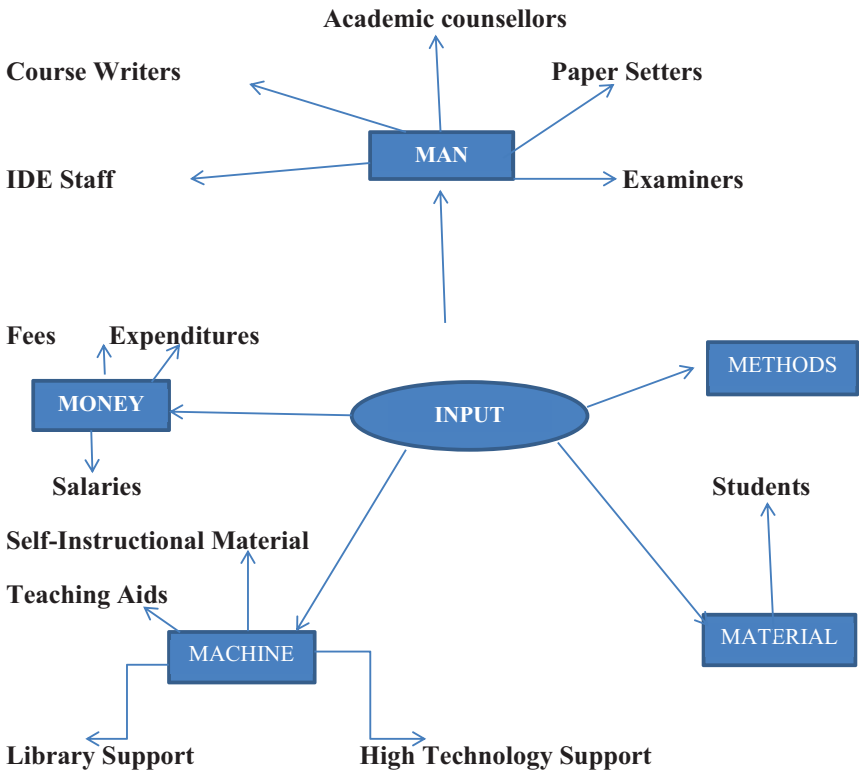 Academic counsellors
Course Writers
Paper Setters
MAN
IDE Staff
Examiners
Fees
Expenditures
METHODS
MONEY
INPUT
Salaries
Students
Self-Instructional Material
Teaching Aids
MACHINE
MATERIAL
Library Support
High Technology Support